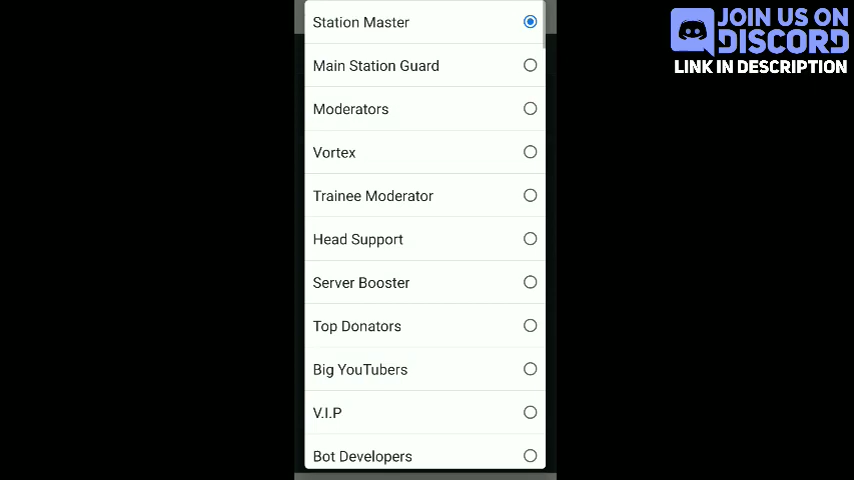 Station Master
Main Station Guard
Moderators
Vortex
Trainee Moderator
Head Support
Server Booster
Top Donators
Big YouTubers
V.I.P
Bot Developers
JOIN US ON
DISCORD
LINK IN DESCRIPTION